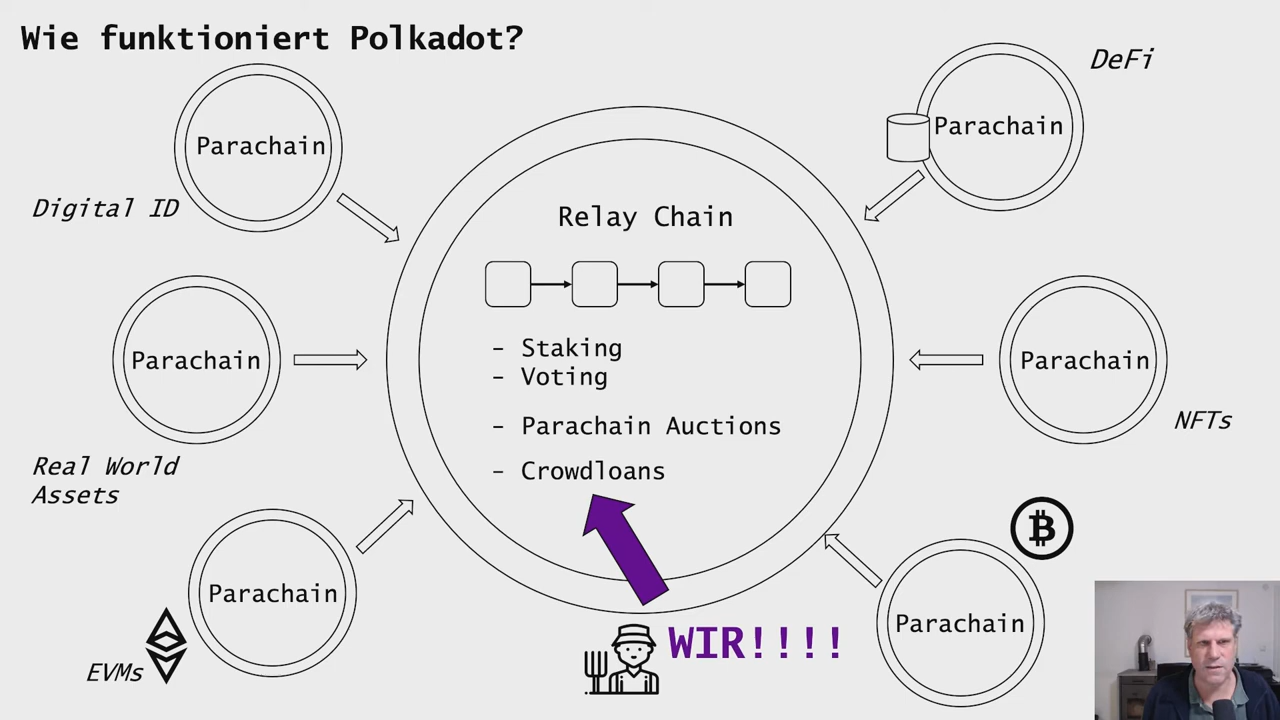 Wie funktioniert Polkadot?
DeFi
Parachain
Parachain
Digital ID
Relay Chain
Parachain
Parachain
- Staking
- Voting
- Parachain Auctions
- Crowdloans
NFTs
Real World
Assets
Parachain
EVMs
WIR!!!!
₿
Parachain